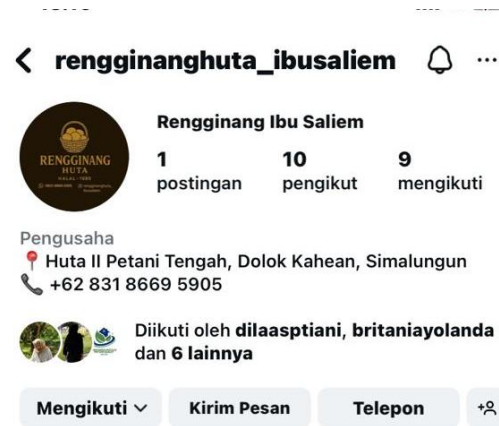 rengginanghuta_ibusaliem
RENGGINANG
HUTA
Rengginang Ibu Saliem
1 10 9
postingan pengikut mengikuti
Pengusaha
📍 Huta II Petani Tengah, Dolok Kahean, Simalungun
📞 +62 831 8669 5905
Diikuti oleh dilaasptiani, britaniayolanda
dan 6 lainnya
Mengikuti Kirim Pesan Telepon